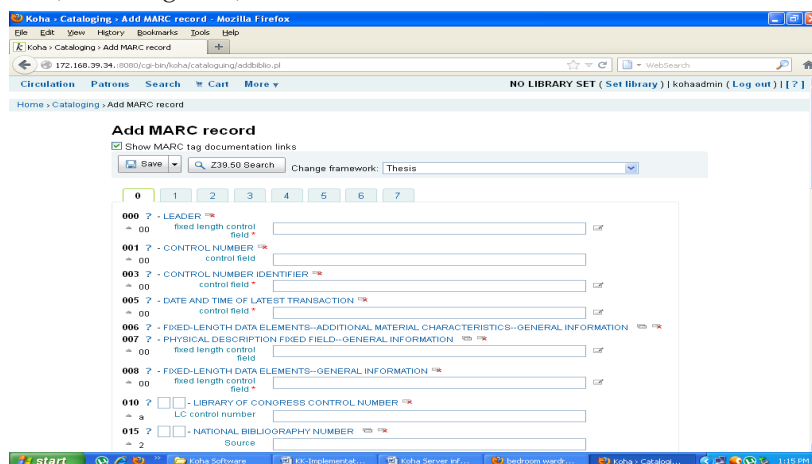 Koha › Cataloging › Add MARC record - Mozilla Firefox
File Edit View History Bookmarks Tools Help
Koha › Cataloging › Add MARC record +
172.168.39.34.:8080/cgi-bin/koha/cataloguing/addbiblio.pl WebSearch
Circulation Patrons Search Cart More NO LIBRARY SET ( Set library ) | kohaadmin ( Log out ) | [ ? ]
Home › Cataloging › Add MARC record
Add MARC record
Show MARC tag documentation links
Save Z39.50 Search Change framework: Thesis
0 1 2 3 4 5 6 7
000 ? - LEADER
00 fixed length control
field *
001 ? - CONTROL NUMBER
00 control field
003 ? - CONTROL NUMBER IDENTIFIER
00 control field *
005 ? - DATE AND TIME OF LATEST TRANSACTION
00 control field *
006 ? - FIXED-LENGTH DATA ELEMENTS--ADDITIONAL MATERIAL CHARACTERISTICS--GENERAL INFORMATION
007 ? - PHYSICAL DESCRIPTION FIXED FIELD--GENERAL INFORMATION
00 fixed length control
field
008 ? - FIXED-LENGTH DATA ELEMENTS--GENERAL INFORMATION
00 fixed length control
field *
010 ? - LIBRARY OF CONGRESS CONTROL NUMBER
a LC control number
015 ? - NATIONAL BIBLIOGRAPHY NUMBER
2 Source
start Koha Software KK-Implementat... Koha Server inf... bedroom wardr... Koha › Catalogi... 1:15 PM